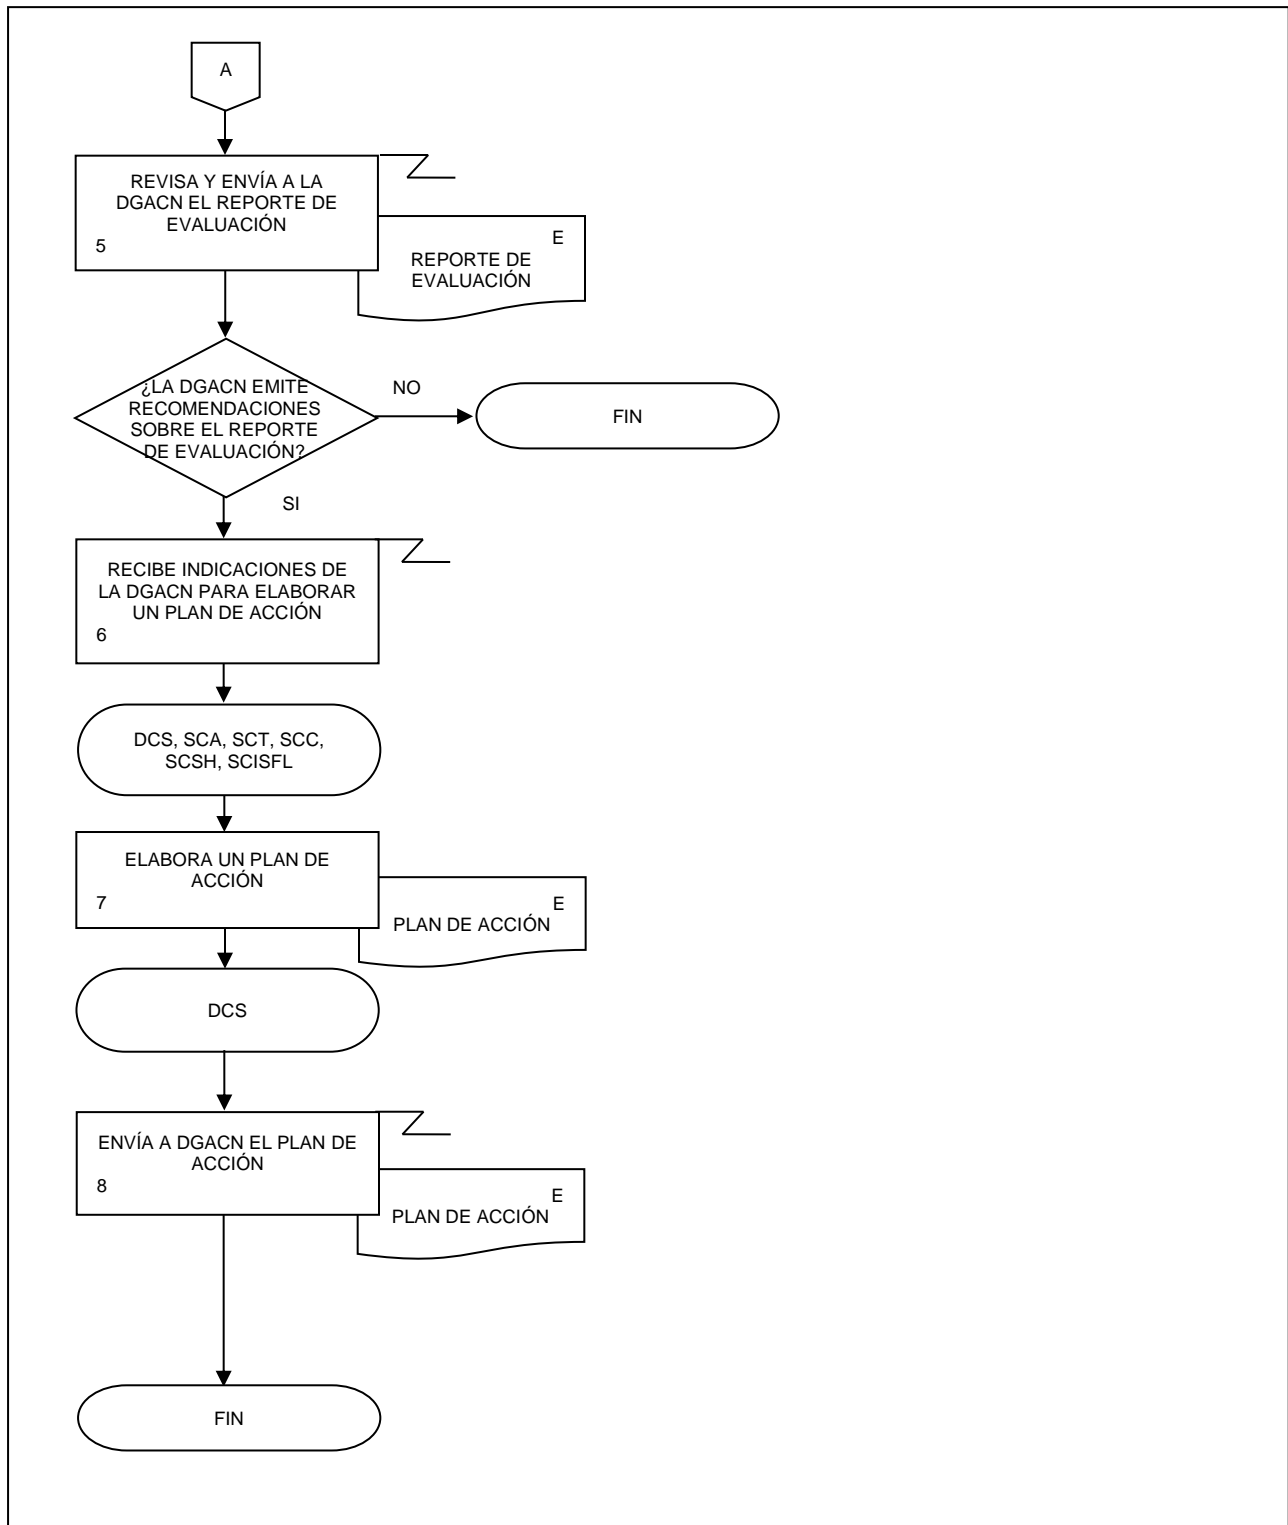 A
REVISA Y ENVÍA A LA
DGACN EL REPORTE DE
EVALUACIÓN
5
E
REPORTE DE
EVALUACIÓN
¿LA DGACN EMITE
RECOMENDACIONES
SOBRE EL REPORTE
DE EVALUACIÓN?
NO
FIN
SI
RECIBE INDICACIONES DE
LA DGACN PARA ELABORAR
UN PLAN DE ACCIÓN
6
DCS, SCA, SCT, SCC,
SCSH, SCISFL
ELABORA UN PLAN DE
ACCIÓN
7
E
PLAN DE ACCIÓN
DCS
ENVÍA A DGACN EL PLAN DE
ACCIÓN
8
E
PLAN DE ACCIÓN
FIN